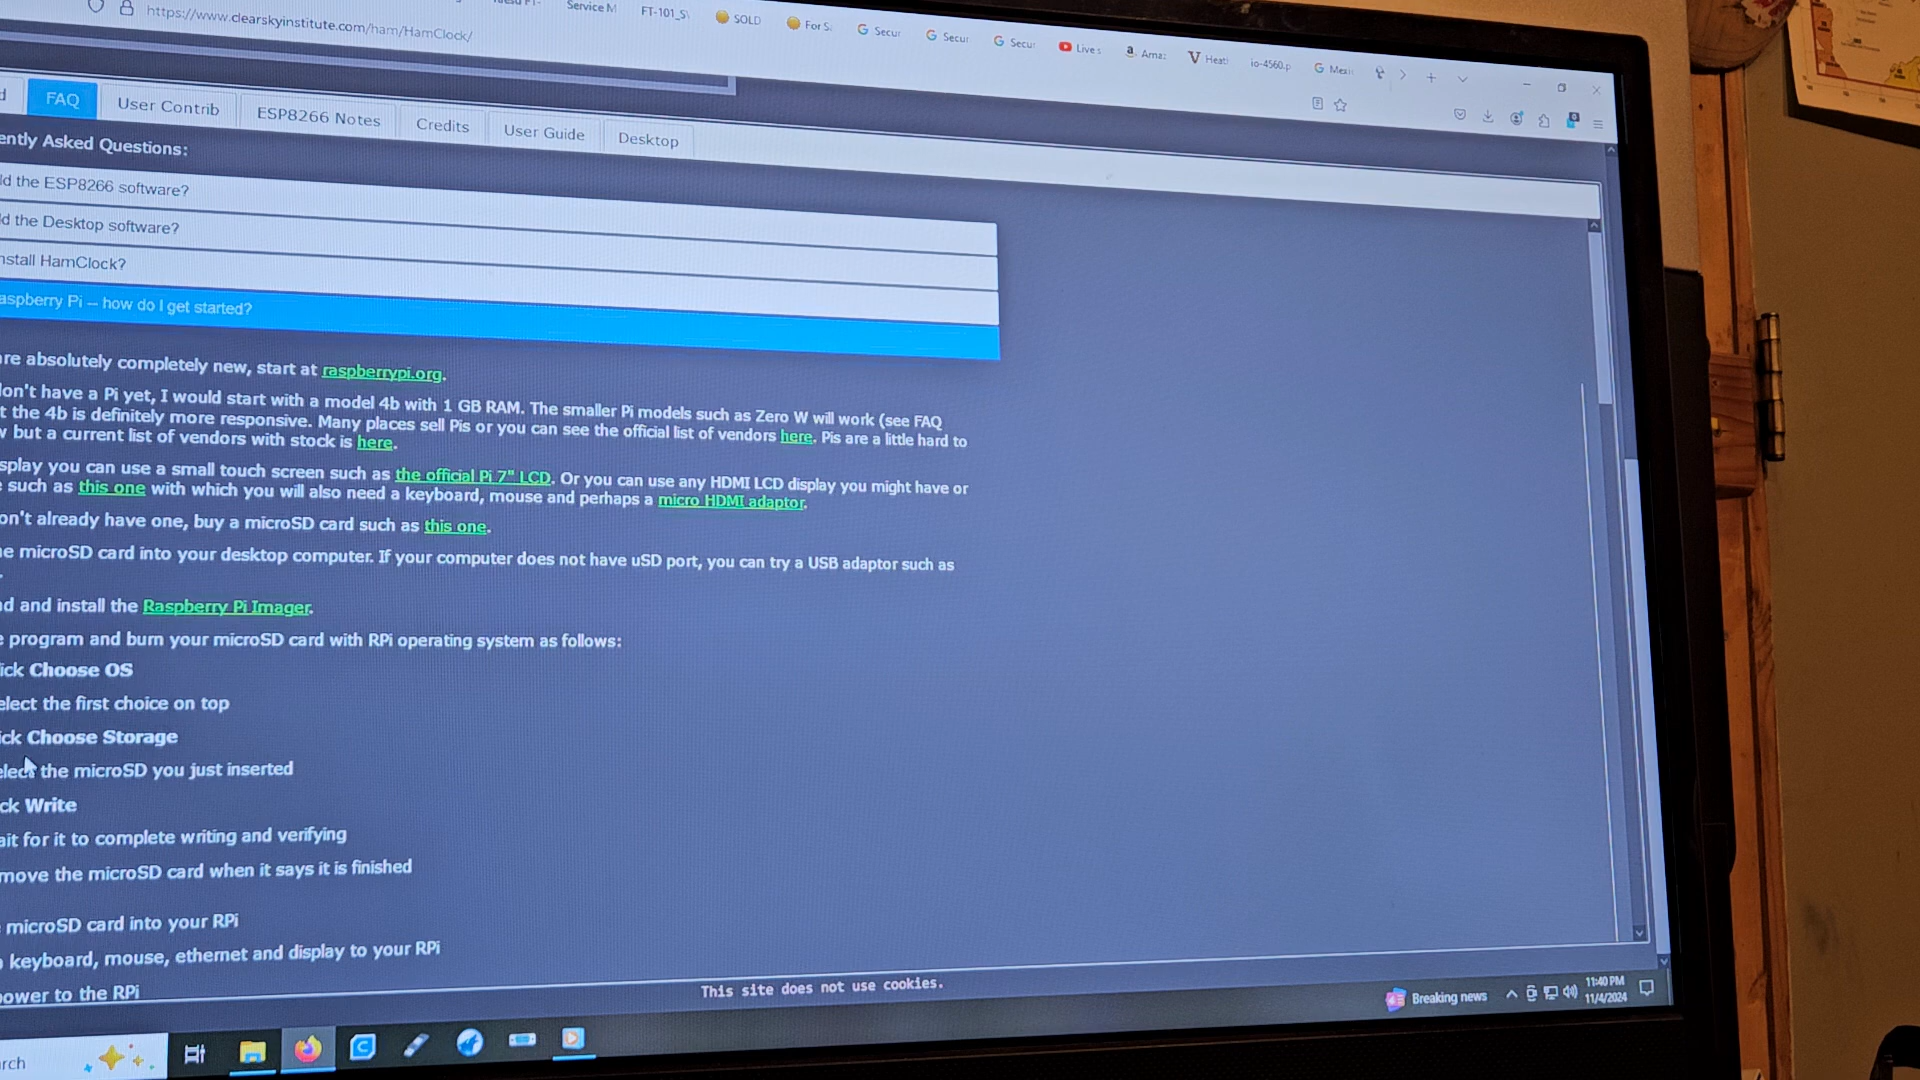 FT-
Service M
FT-101_S
SOLD
For S
Secur
Secur
Secur
Live s
Amaz
Heat
io-4560.p
https://www.clearskyinstitute.com/ham/HamClock/
d
FAQ
User Contrib
ESP8266 Notes
Credits
User Guide
Desktop
ently Asked Questions:
ld the ESP8266 software?
d the Desktop software?
nstall HamClock?
aspberry Pi – how do I get started?
re absolutely completely new, start at raspberrypi.org.
on't have a Pi yet, I would start with a model 4b with 1 GB RAM. The smaller Pi models such as Zero W will work (see FAQ
t the 4b is definitely more responsive. Many places sell Pis or you can see the official list of vendors here. Pis are a little hard to
w but a current list of vendors with stock is here.
splay you can use a small touch screen such as the official Pi 7" LCD. Or you can use any HDMI LCD display you might have or
e such as this one with which you will also need a keyboard, mouse and perhaps a micro HDMI adaptor.
on't already have one, buy a microSD card such as this one.
e microSD card into your desktop computer. If your computer does not have uSD port, you can try a USB adaptor such as
.
d and install the Raspberry Pi Imager.
e program and burn your microSD card with RPi operating system as follows:
ick Choose OS
elect the first choice on top
ick Choose Storage
elect the microSD you just inserted
ck Write
ait for it to complete writing and verifying
move the microSD card when it says it is finished
microSD card into your RPi
keyboard, mouse, ethernet and display to your RPi
ower to the RPi
This site does not use cookies.
Breaking news
11:40 PM
11/4/2024
rch